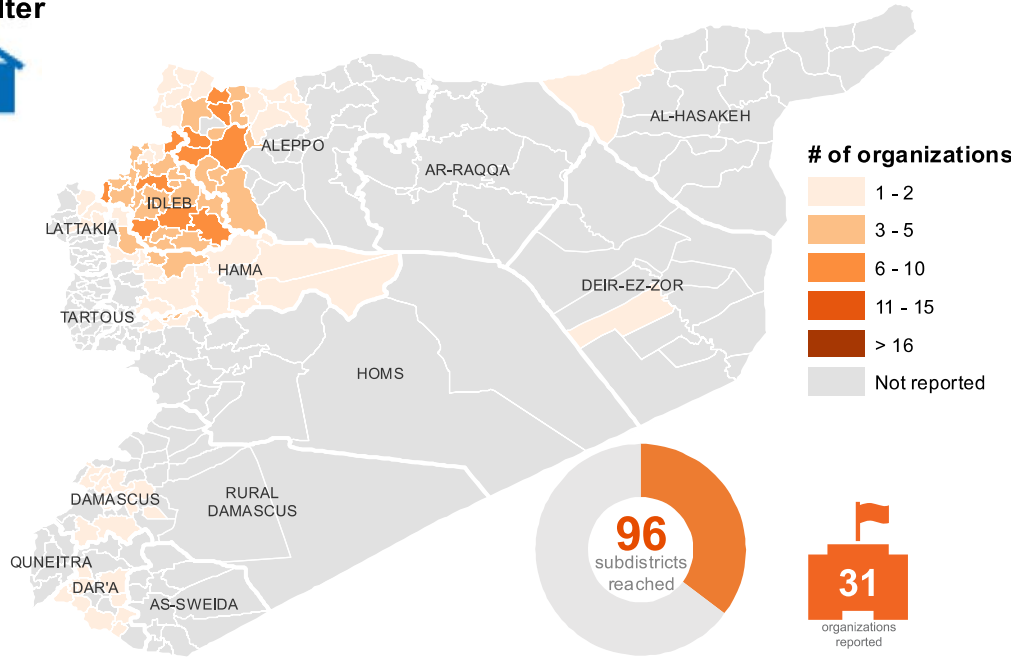 lter
ALEPPO
AL-HASAKEH
AR-RAQQA
IDLEB
LATTAKIA
HAMA
DEIR-EZ-ZOR
TARTOUS
HOMS
# of organizations
1 - 2
3 - 5
6 - 10
11 - 15
> 16
Not reported
DAMASCUS
RURAL
DAMASCUS
QUNEITRA
DAR'A
AS-SWEIDA
96
subdistricts
reached
31
organizations
reported